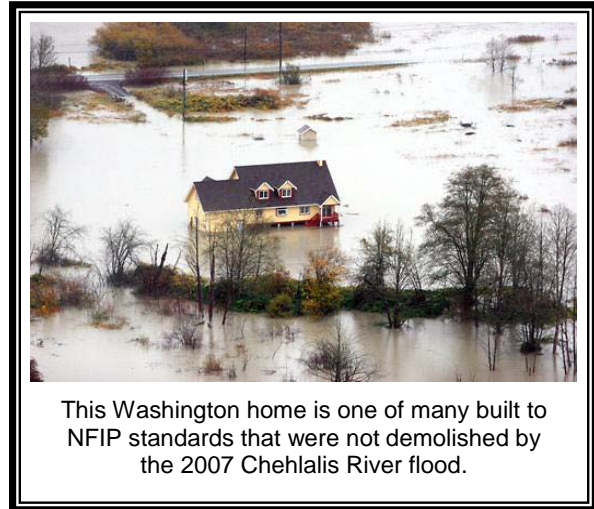 This Washington home is one of many built to
NFIP standards that were not demolished by
the 2007 Chehlalis River flood.